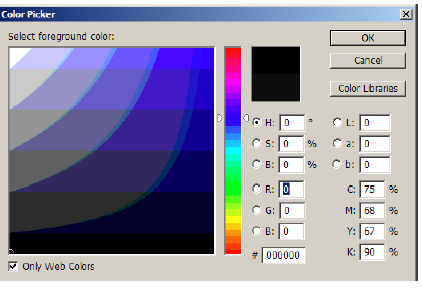 Color Picker
Select foreground color:
OK
Cancel
Color Libraries
H: 0 ° L: 0
S: 0 % a: 0
B: 0 % b: 0
R: 0 C: 75 %
G: 0 M: 68 %
B: 0 Y: 67 %
# 000000 K: 90 %
Only Web Colors